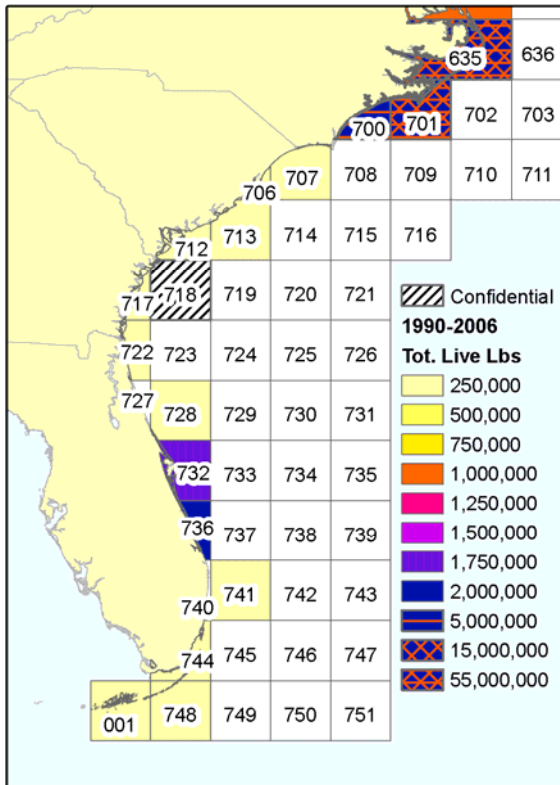 635 636
700 701 702 703
706 707 708 709 710 711
712 713 714 715 716
717 718 719 720 721
722 723 724 725 726
727 728 729 730 731
732 733 734 735
736 737 738 739
740 741 742 743
744 745 746 747
001 748 749 750 751
Confidential
1990-2006
Tot. Live Lbs
250,000
500,000
750,000
1,000,000
1,250,000
1,500,000
1,750,000
2,000,000
5,000,000
15,000,000
55,000,000